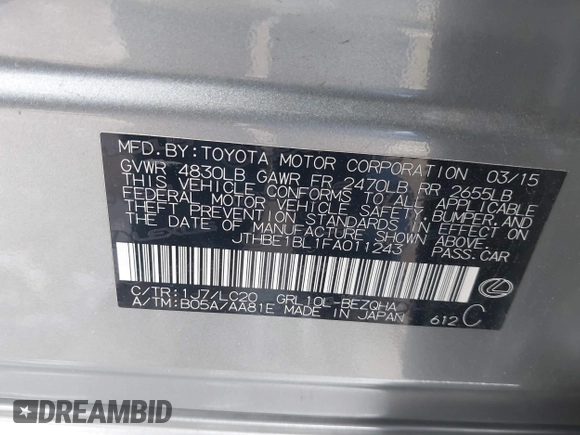 MFD. BY: TOYOTA MOTOR CORPORATION 03/15
GVWR 4830LB GAWR FR 2470LB RR 2655LB
THIS VEHICLE CONFORMS TO ALL APPLICABLE
FEDERAL MOTOR VEHICLE SAFETY, BUMPER, AND
THEFT PREVENTION STANDARDS IN EFFECT ON
THE DATE OF MANUFACTURE SHOWN ABOVE.
JTHBE1BL1FA011243 PASS. CAR
C/TR: 1J7/LC20 GRL10L-BEZQHA
A/TM: B05A/AA81E MADE IN JAPAN 612 C
DREAMBID